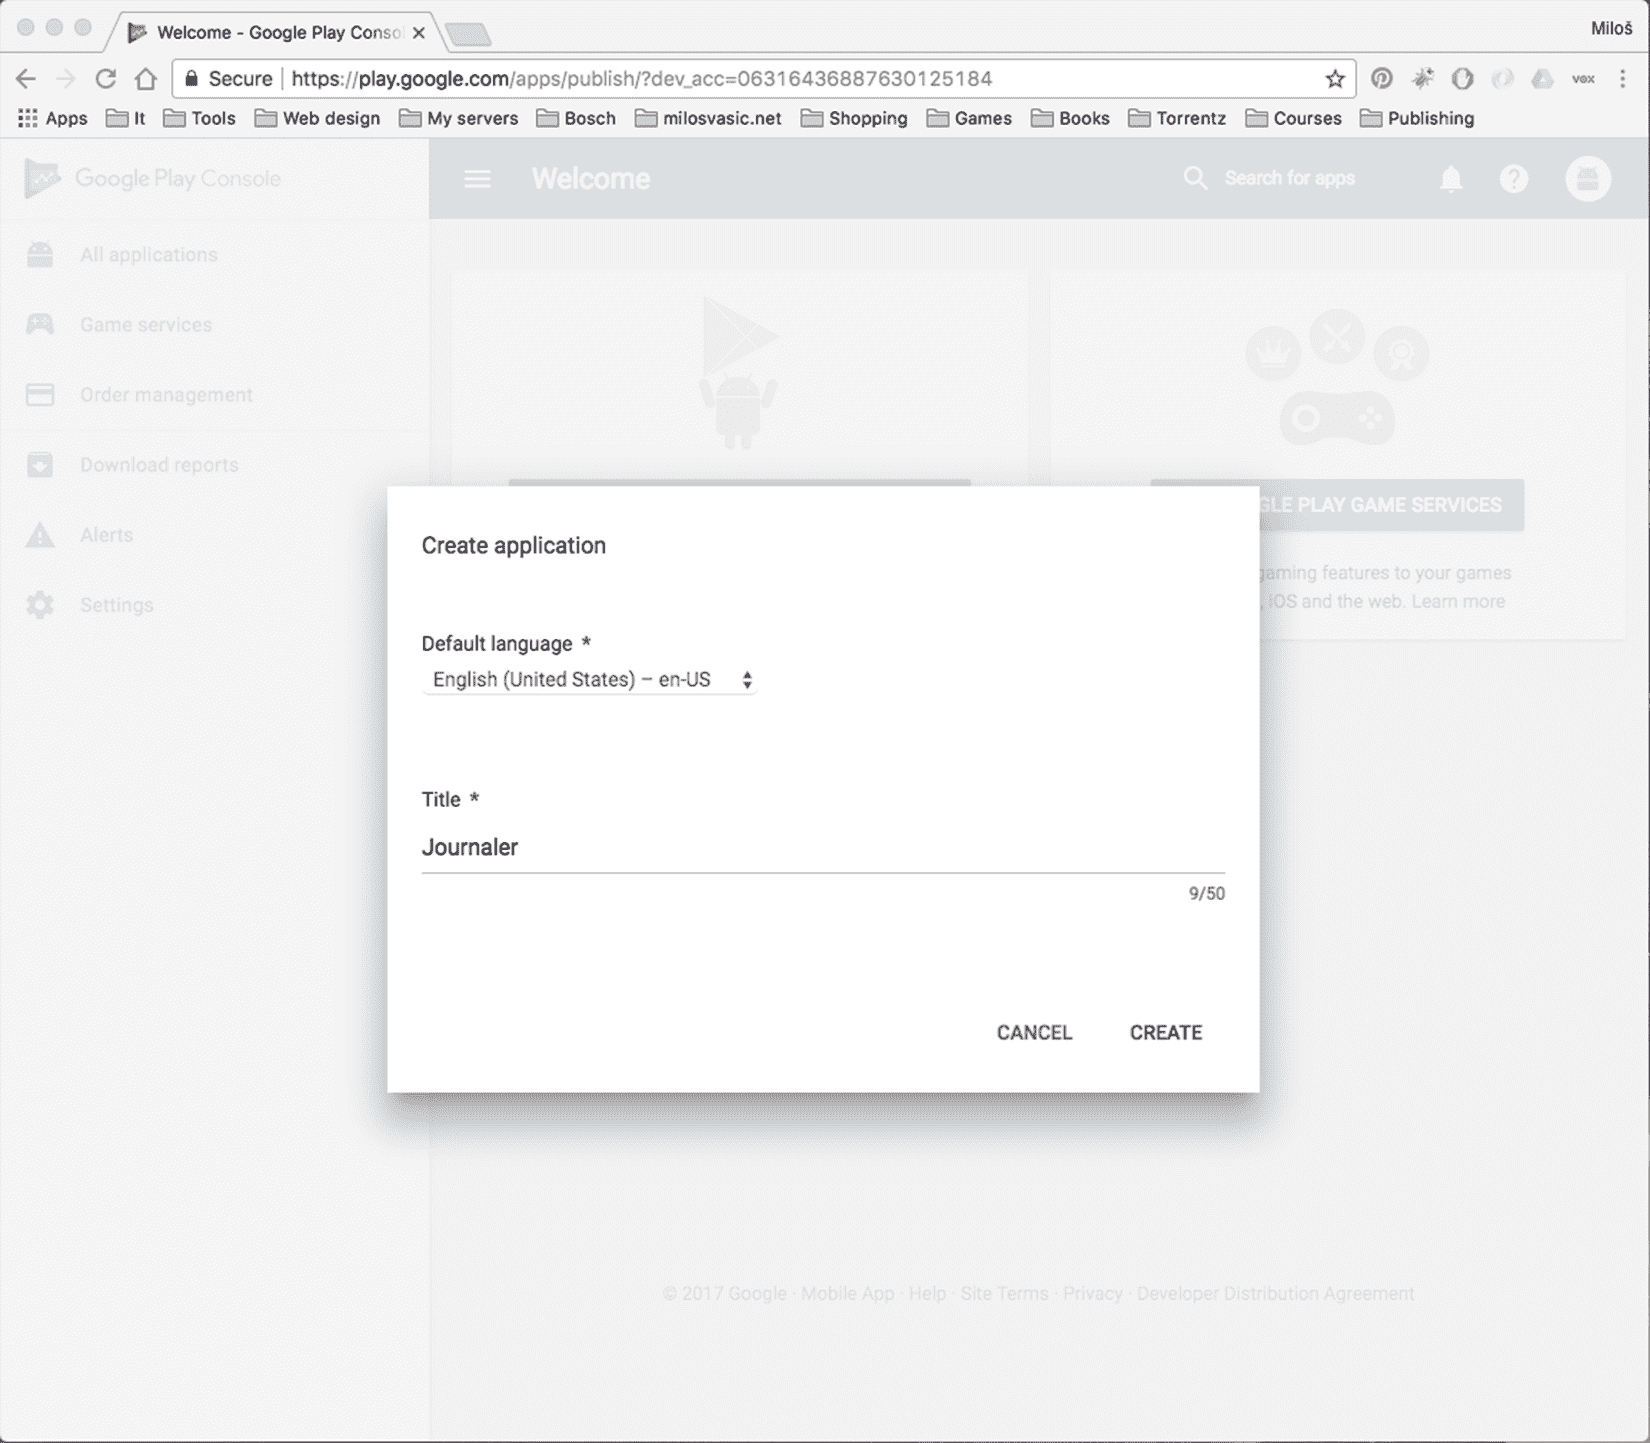 Welcome - Google Play Conso
Miloš
Secure https://play.google.com/apps/publish/?dev_acc=06316436887630125184
vox
Apps It Tools Web design My servers Bosch milosvasic.net Shopping Games Books Torrentz Courses Publishing
Google Play Console
Welcome
Search for apps
All applications
Game services
Order management
Download reports
Alerts
Settings
GLE PLAY GAME SERVICES
gaming features to your games
, iOS and the web. Learn more
Create application
Default language *
English (United States) – en-US
Title *
Journaler
9/50
CANCEL CREATE
© 2017 Google · Mobile App · Help · Site Terms · Privacy · Developer Distribution Agreement